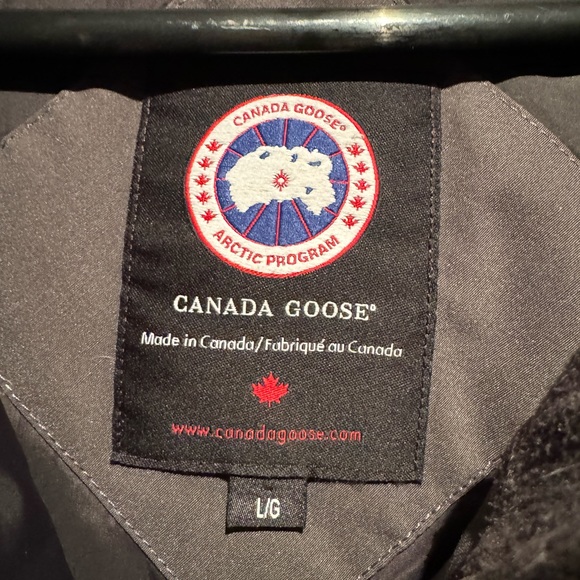 CANADA GOOSE®
ARCTIC PROGRAM
CANADA GOOSE®
Made in Canada/Fabriqué au Canada
www.canadagoose.com
L/G